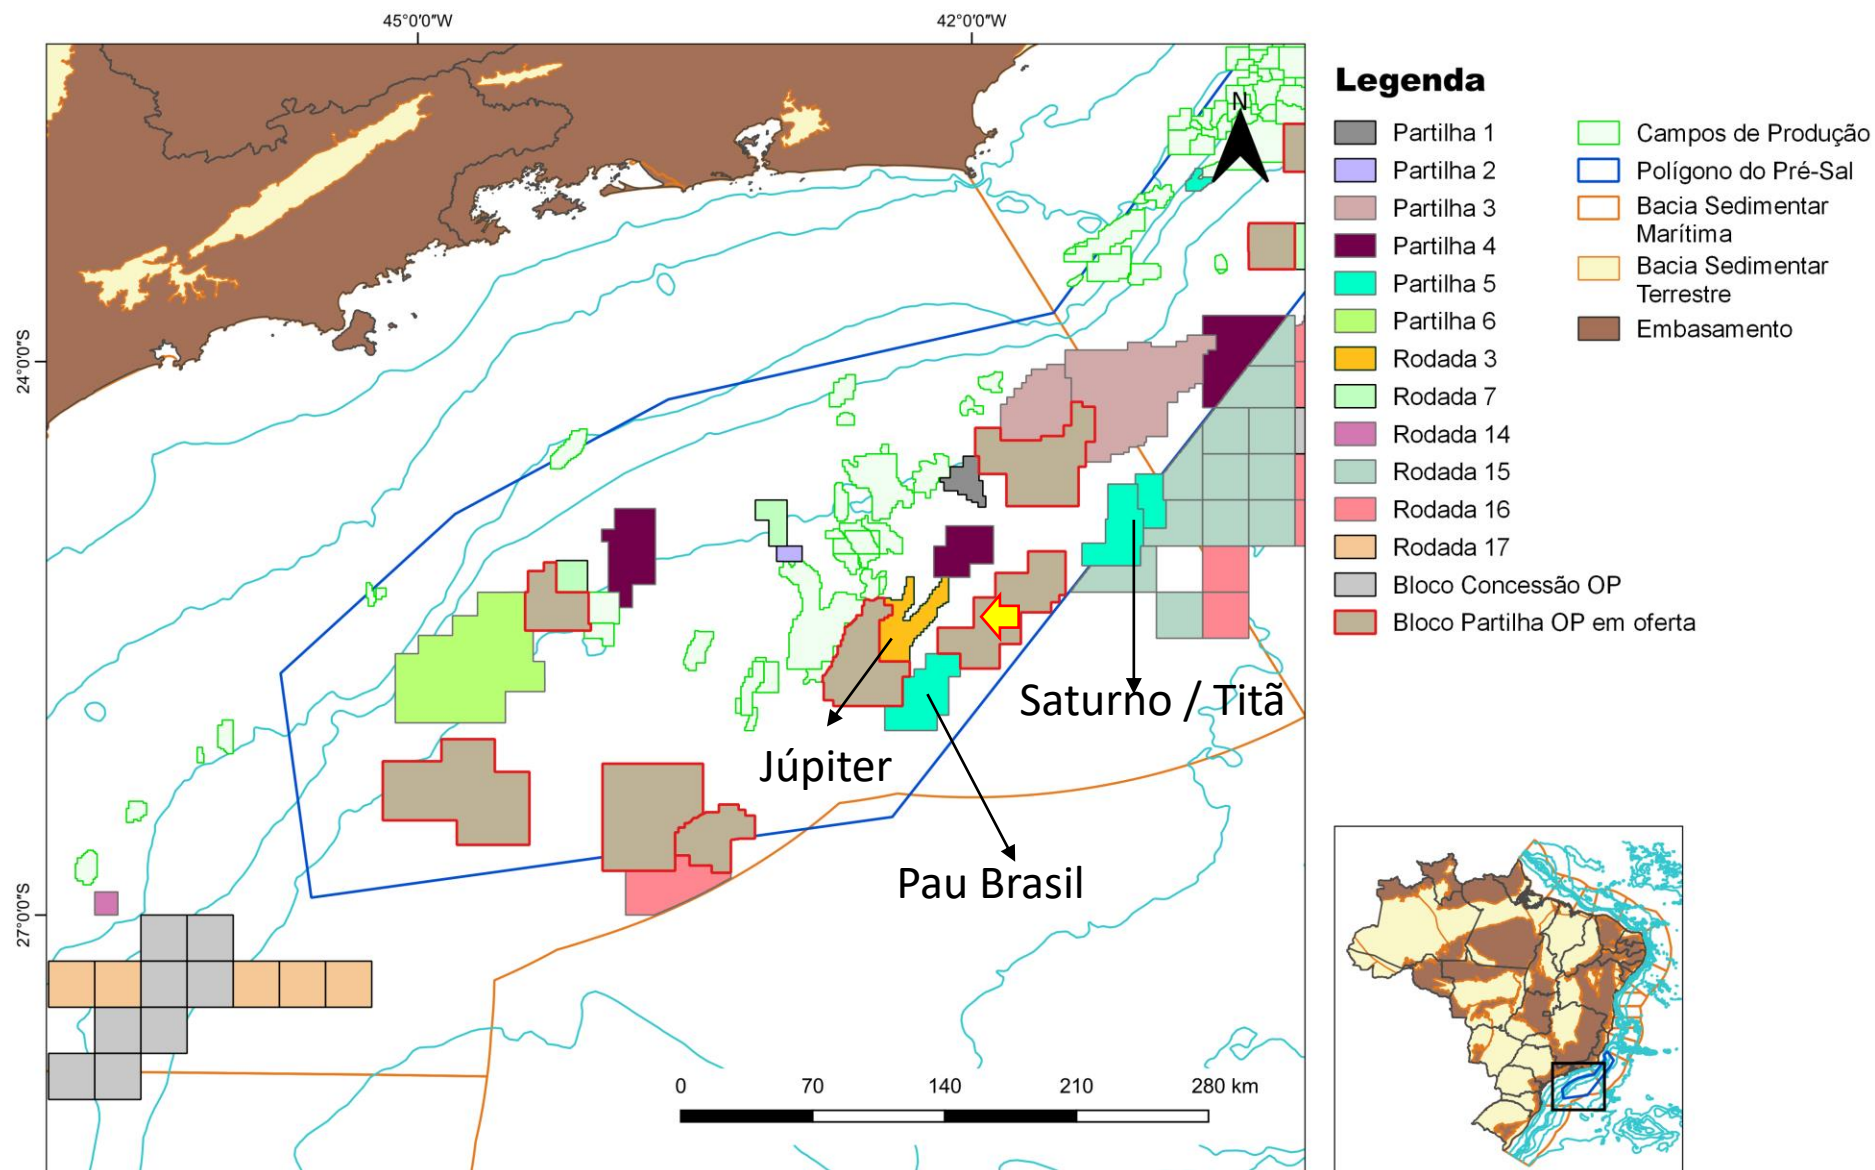 45°0'0"W
42°0'0"W
24°0'0"S
27°0'0"S
N
Saturno / Titã
Júpiter
Pau Brasil
0 70 140 210 280 km
Legenda
Partilha 1
Partilha 2
Partilha 3
Partilha 4
Partilha 5
Partilha 6
Rodada 3
Rodada 7
Rodada 14
Rodada 15
Rodada 16
Rodada 17
Bloco Concessão OP
Bloco Partilha OP em oferta
Campos de Produção
Polígono do Pré-Sal
Bacia Sedimentar
Marítima
Bacia Sedimentar
Terrestre
Embasamento